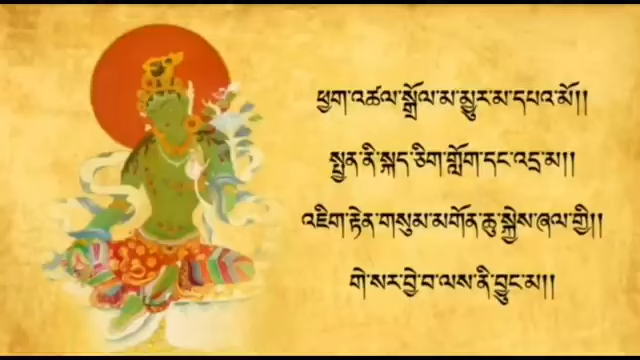 ཕྱག་འཚལ་སྒྲོལ་མ་མྱུར་མ་དཔའ་མོ།།
སྤྱན་ནི་སྐད་ཅིག་གློག་དང་འདྲ་མ།།
འཇིག་རྟེན་གསུམ་མགོན་ཆུ་སྐྱེས་ཞལ་གྱི།།
གེ་སར་བྱེ་བ་ལས་ནི་བྱུང་མ།།